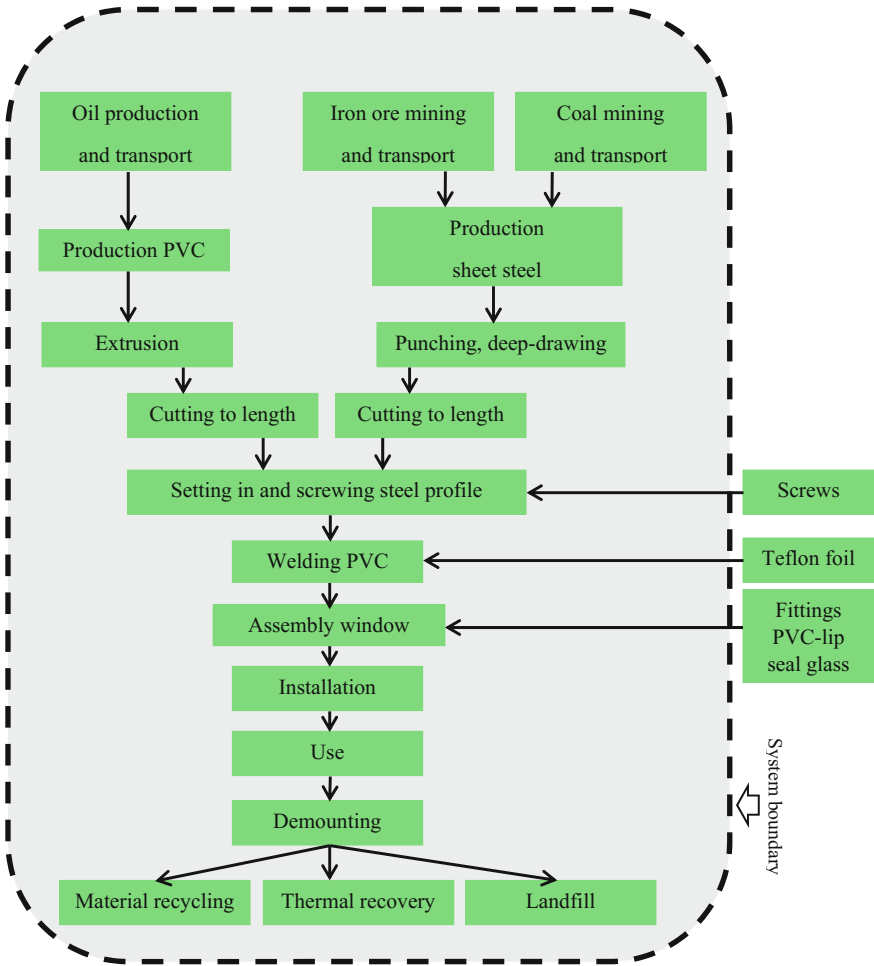 Oil production
and transport
Iron ore mining
and transport
Coal mining
and transport
Production PVC
Production
sheet steel
Extrusion
Punching, deep-drawing
Cutting to length
Cutting to length
Setting in and screwing steel profile
Screws
Welding PVC
Teflon foil
Assembly window
Fittings
PVC-lip
seal glass
Installation
Use
System boundary
Demounting
Material recycling
Thermal recovery
Landfill